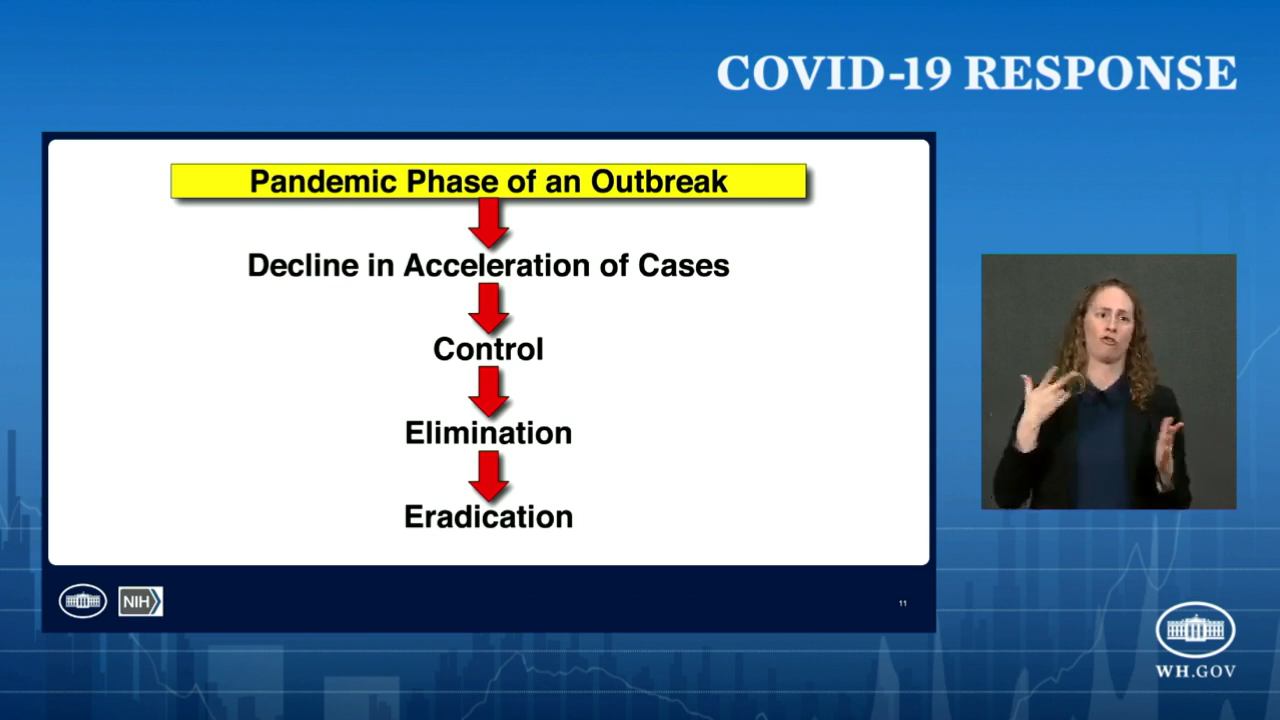 COVID-19 RESPONSE
Pandemic Phase of an Outbreak
Decline in Acceleration of Cases
Control
Elimination
Eradication
NIH
11
WH.GOV